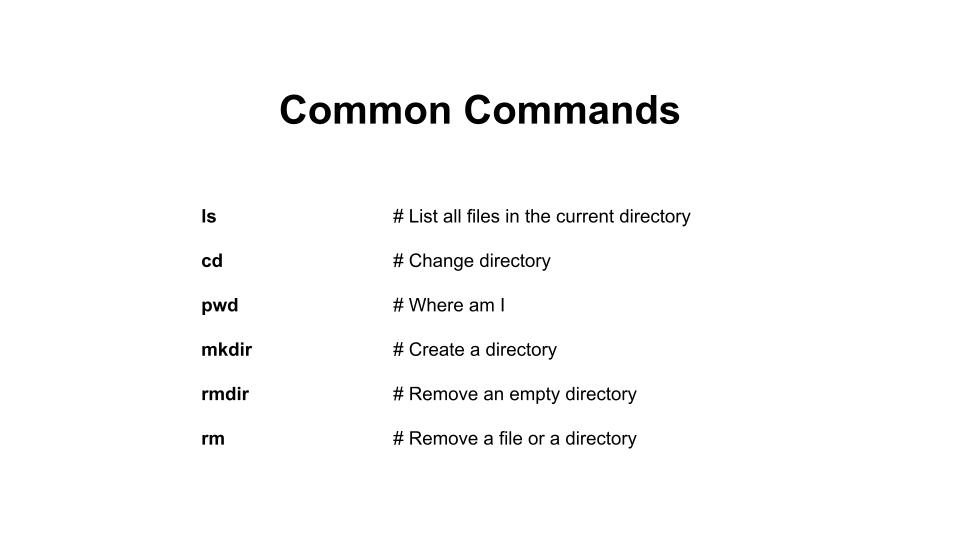 Common Commands
ls # List all files in the current directory
cd # Change directory
pwd # Where am I
mkdir # Create a directory
rmdir # Remove an empty directory
rm # Remove a file or a directory